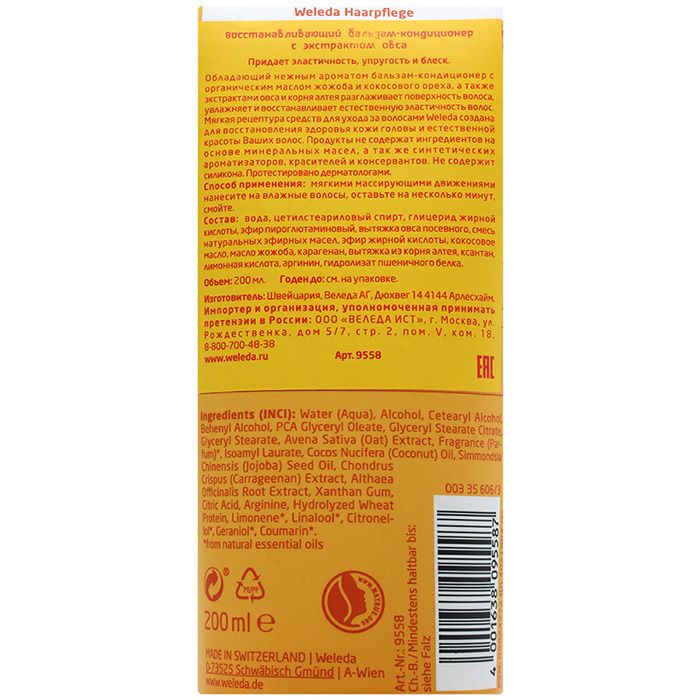 Weleda Haarpflege
восстанавливающий бальзам-кондиционер
с экстрактом овса
Придает эластичность, упругость и блеск.
Обладающий нежным ароматом бальзам-кондиционер с
органическим маслом жожоба и кокосового ореха, а также
экстрактами овса и корня алтея разглаживает поверхность волоса,
увлажняет и восстанавливает естественную эластичность волос.
Мягкая рецептура средств для ухода за волосами Weleda создана
для восстановления здоровья кожи головы и естественной
красоты Ваших волос. Продукты не содержат ингредиентов на
основе минеральных масел, а так же синтетических
ароматизаторов, красителей и консервантов. Не содержит
силикона. Протестировано дерматологами.
Способ применения: мягкими массирующими движениями
нанесите на влажные волосы, оставьте на несколько минут,
смойте.
Состав: вода, цетилстеариловый спирт, глицерид жирной
кислоты, эфир пироглютаминовый, вытяжка овса посевного, смесь
натуральных эфирных масел, эфир жирной кислоты, кокосовое
масло, масло жожоба, карагенан, вытяжка из корня алтея, ксантан,
лимонная кислота, аргинин, гидролизат пшеничного белка.
Объем: 200 мл. Годен до: см. на упаковке.
Изготовитель: Швейцария, Веледа АГ, Дюхвег 14 4144 Арлесхайм.
Импортер и организация, уполномоченная принимать
претензии в России: ООО «ВЕЛЕДА ИСТ», г. Москва, ул.
Рождественка, дом 5/7, стр. 2, пом. V, ком. 18,
8-800-700-48-38
www.weleda.ru Арт. 9558
EAC
Ingredients (INCI): Water (Aqua), Alcohol, Cetearyl Alcohol,
Behenyl Alcohol, PCA Glyceryl Oleate, Glyceryl Stearate Citrate,
Glyceryl Stearate, Avena Sativa (Oat) Extract, Fragrance (Par-
fum)*, Isoamyl Laurate, Cocos Nucifera (Coconut) Oil, Simmondsia
Chinensis (Jojoba) Seed Oil, Chondrus
Crispus (Carrageenan) Extract, Althaea
Officinalis Root Extract, Xanthan Gum,
Citric Acid, Arginine, Hydrolyzed Wheat
Protein, Limonene*, Linalool*, Citronel-
lol*, Geraniol*, Coumarin*.
*from natural essential oils
003 35 606/3
YE/PP
www.natrue.org
200 ml e
MADE IN SWITZERLAND | Weleda
D-73525 Schwäbisch Gmünd | A-Wien
www.weleda.de
Art.-Nr.: 9558
Ch.-B./Mindestens haltbar bis:
siehe Falz
4 001638 095587